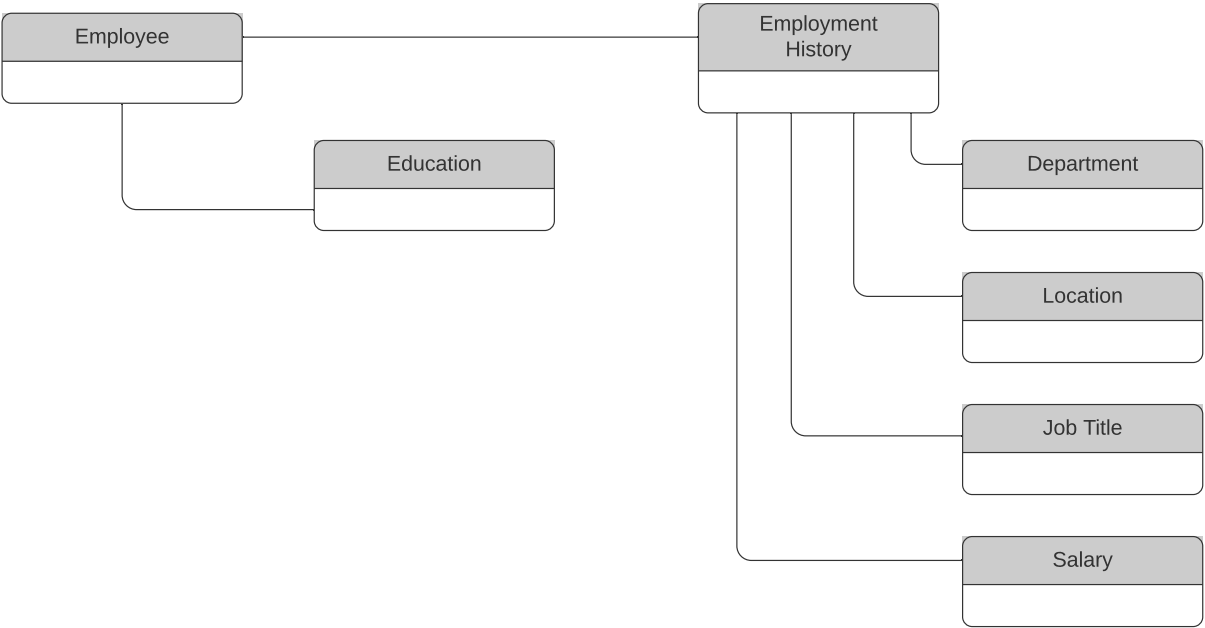 Employee
Employment
History
Education
Department
Location
Job Title
Salary